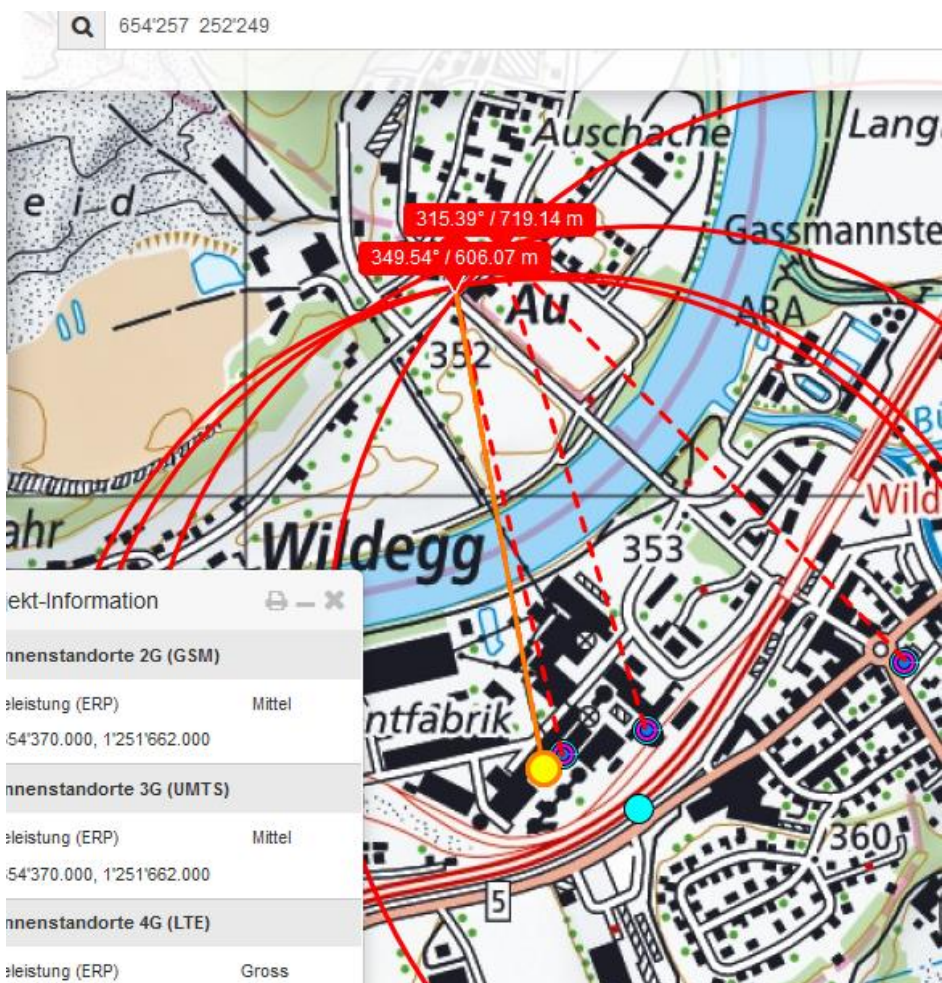 654'257 252'249
Auschache
Lang
e i d
315.39° / 719.14 m
Gassmannste
349.54° / 606.07 m
Au
ARA
352
Wild
ahr
Wildegg
353
ekt-Information
nnenstandorte 2G (GSM)
eleistung (ERP) Mittel
54'370.000, 1'251'662.000
ntfabrik
nnenstandorte 3G (UMTS)
eleistung (ERP) Mittel
360
54'370.000, 1'251'662.000
5
nnenstandorte 4G (LTE)
eleistung (ERP) Gross